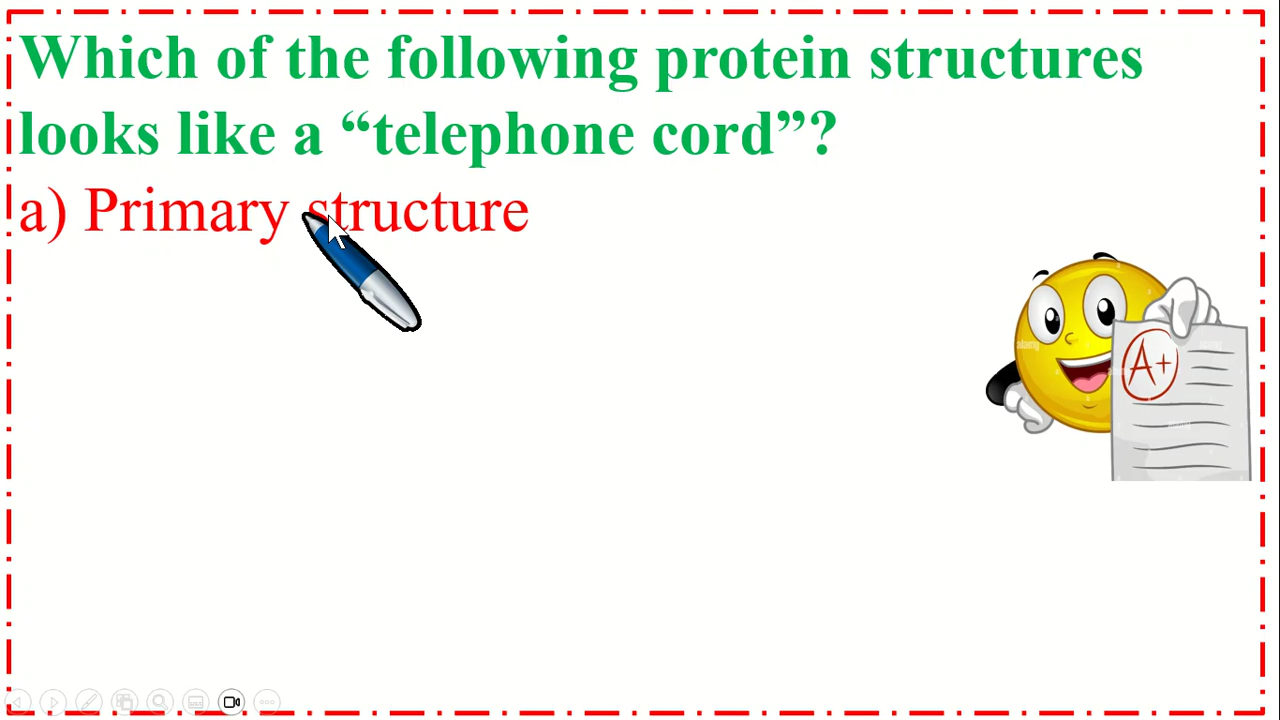 Which of the following protein structures
looks like a “telephone cord”?
a) Primary structure
A+